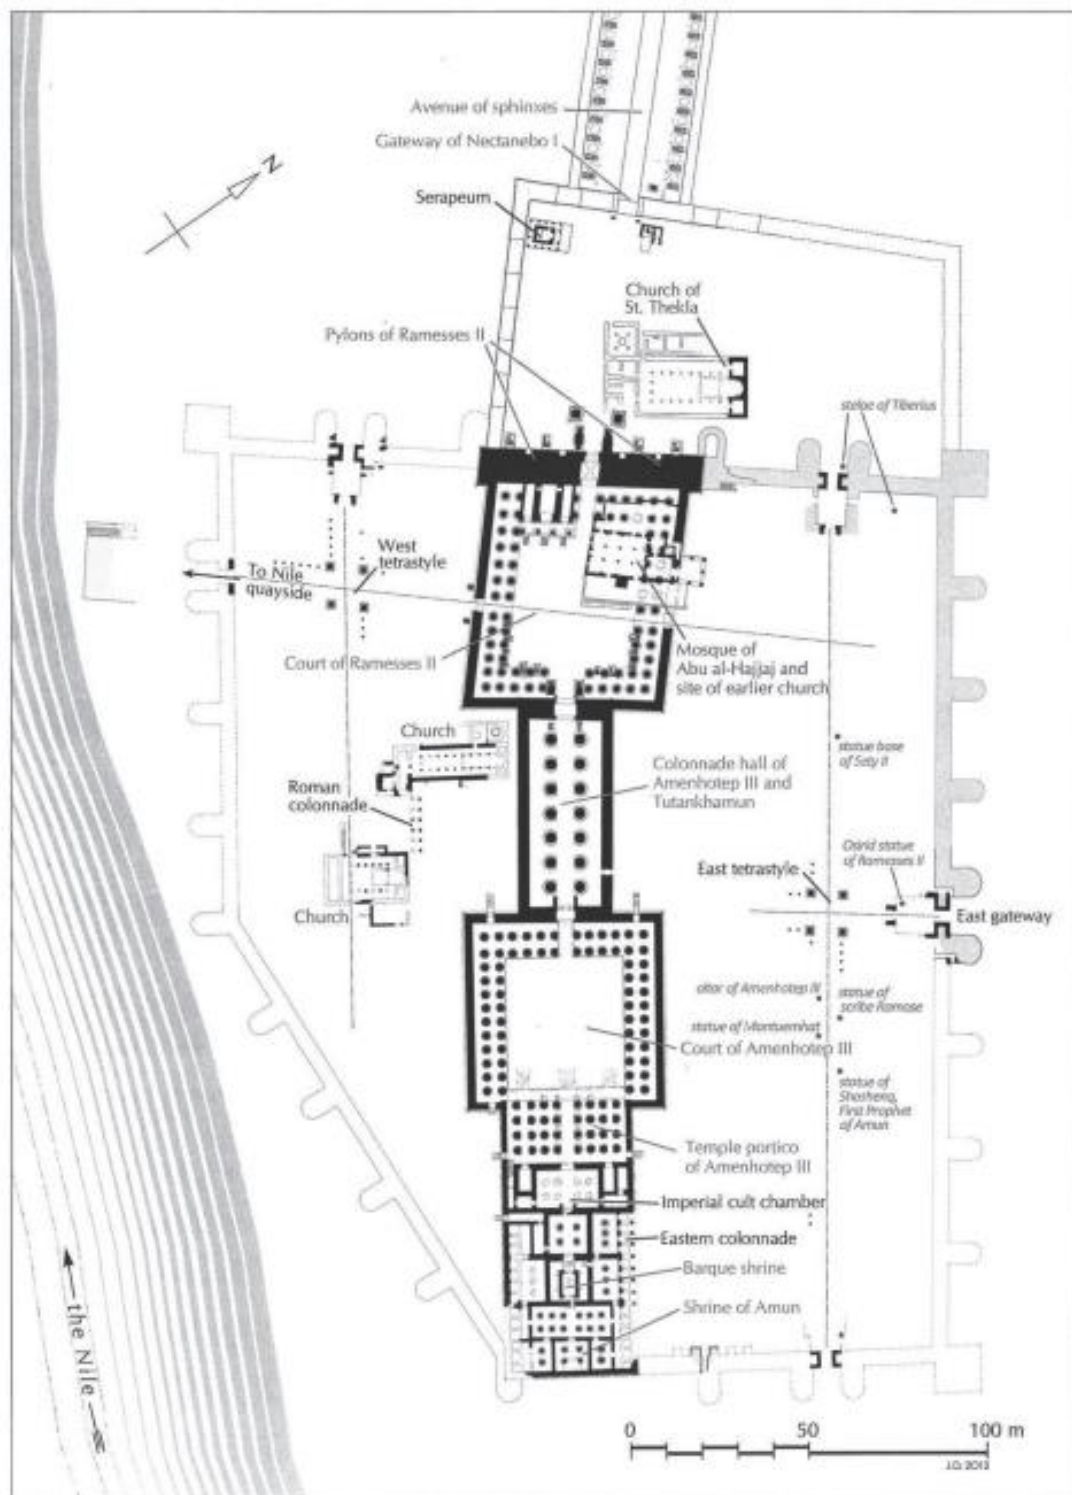 Avenue of sphinxes
Gateway of Nectanebo I
N
Serapeum
Church of
St. Thekla
Pylons of Ramesses II
stelae of Tiberius
West
tetrastyle
To Nile
quayside
Court of Ramesses II
Mosque of
Abu al-Hajjaj and
site of earlier church
Church
statue base
of Sety II
Colonnade hall of
Amenhotep III and
Tutankhamun
Roman
colonnade
Osirid statue
of Ramesses II
East tetrastyle
Church
East gateway
altar of Amenhotep III
statue of
scribe Ramose
statue of Montuemhat
Court of Amenhotep III
statue of
Shoshenq,
First Prophet
of Amun
Temple portico
of Amenhotep III
Imperial cult chamber
Eastern colonnade
Barque shrine
Shrine of Amun
the Nile
0 50 100 m
J.Q. 2013